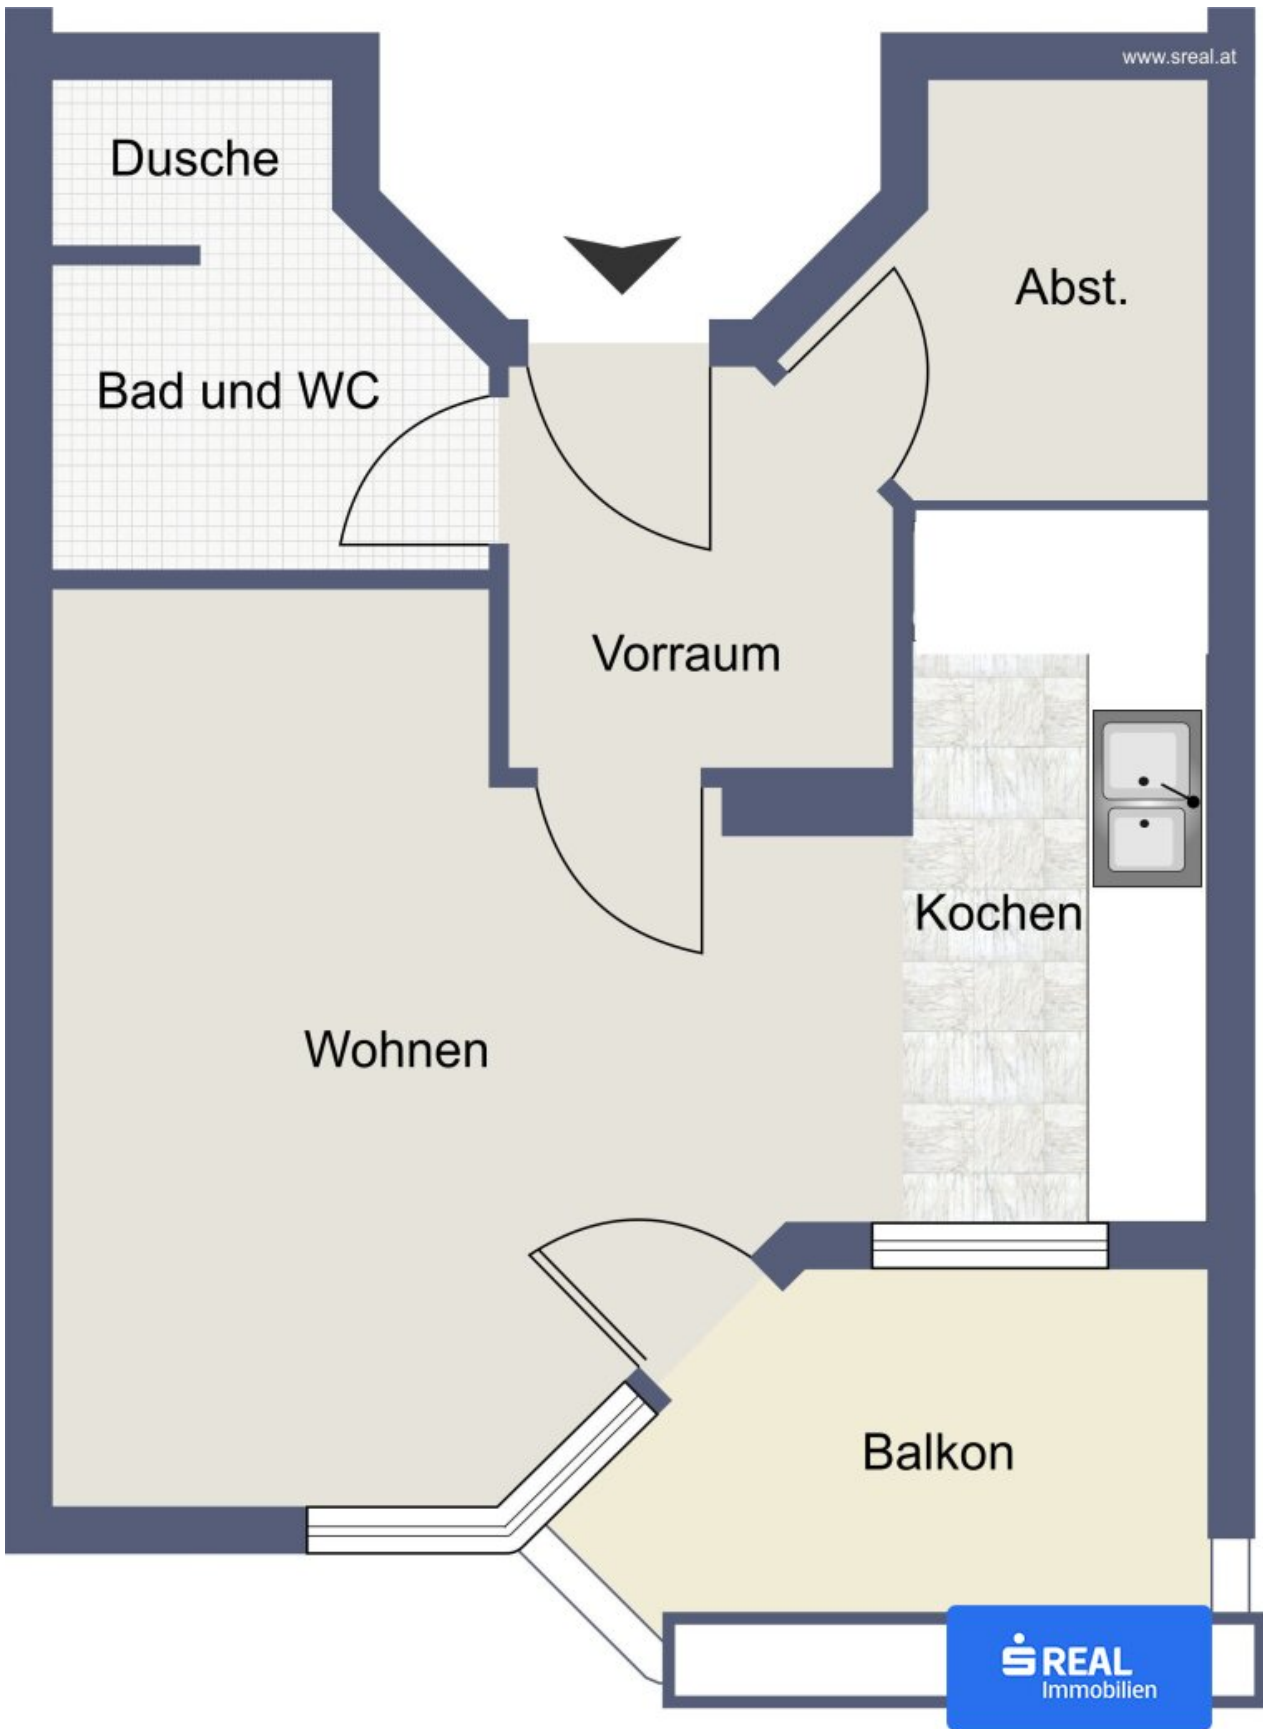 www.sreal.at
Dusche
Abst.
Bad und WC
Vorraum
Kochen
Wohnen
Balkon
S REAL
Immobilien